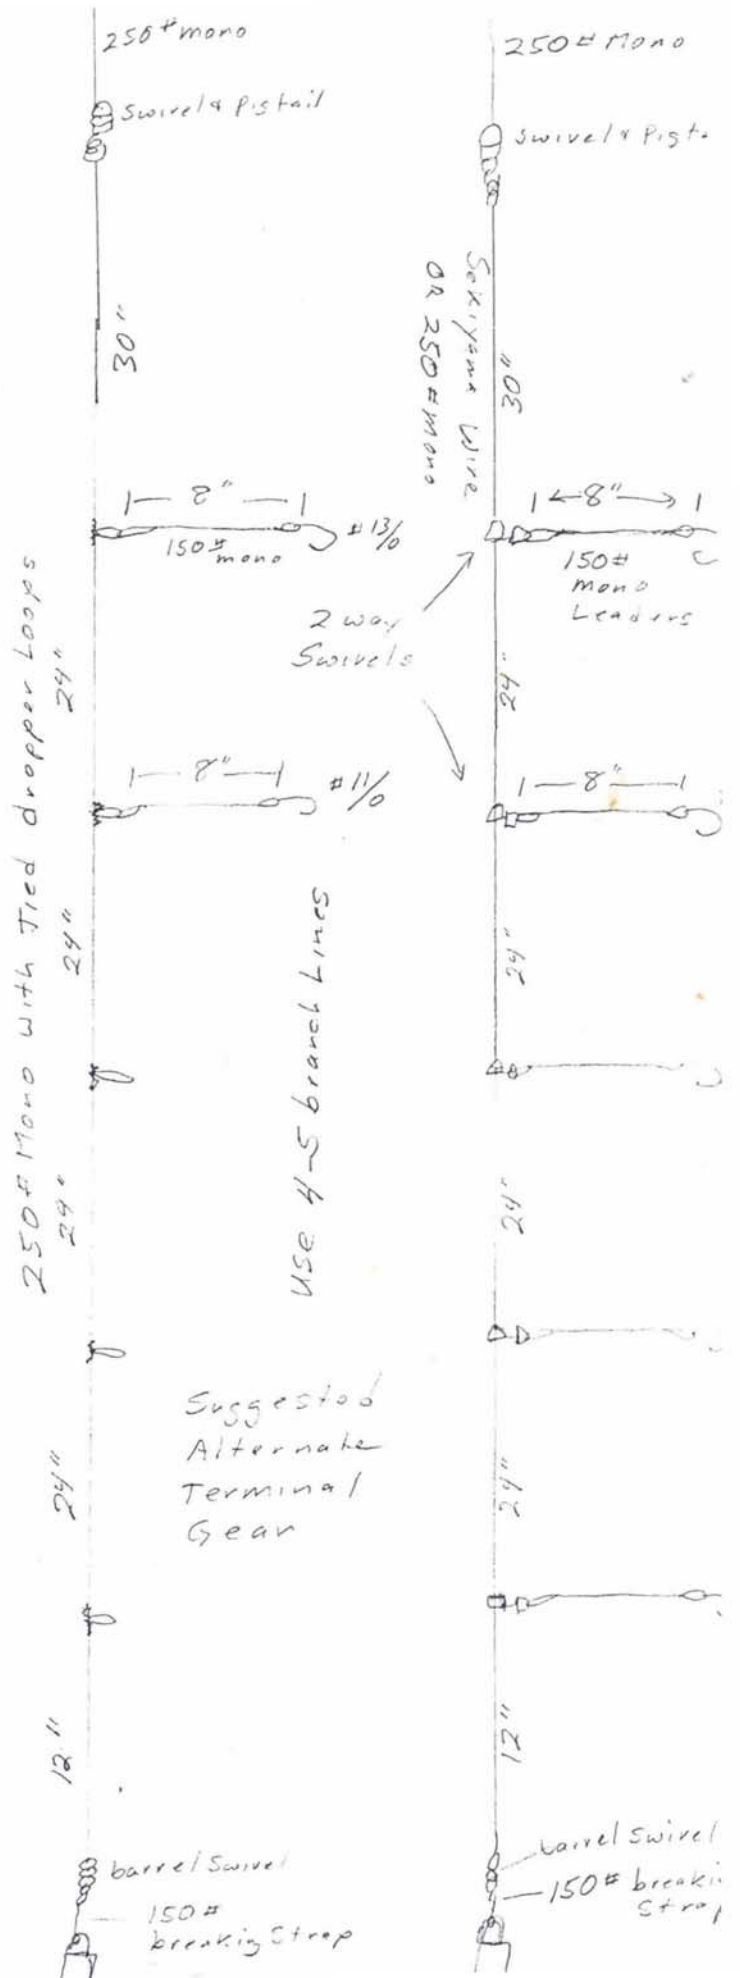 250# mono
Swivel & Pigtail
30"
8"
150#
mono
#13/0
24"
8"
#11/0
24"
24"
24"
12"
250# Mono with Tied dropper Loops
barrel Swivel
150#
breaking Strap
2 way
Swivels
Use 4-5 branch Lines
Suggested
Alternate
Terminal
Gear
250# Mono
Swivel & Pigt
Sekiyama Wire
OR 250# Mono
30"
8"
150#
mono
Leaders
24"
8"
24"
24"
24"
12"
barrel Swivel
150# breaki
Strap